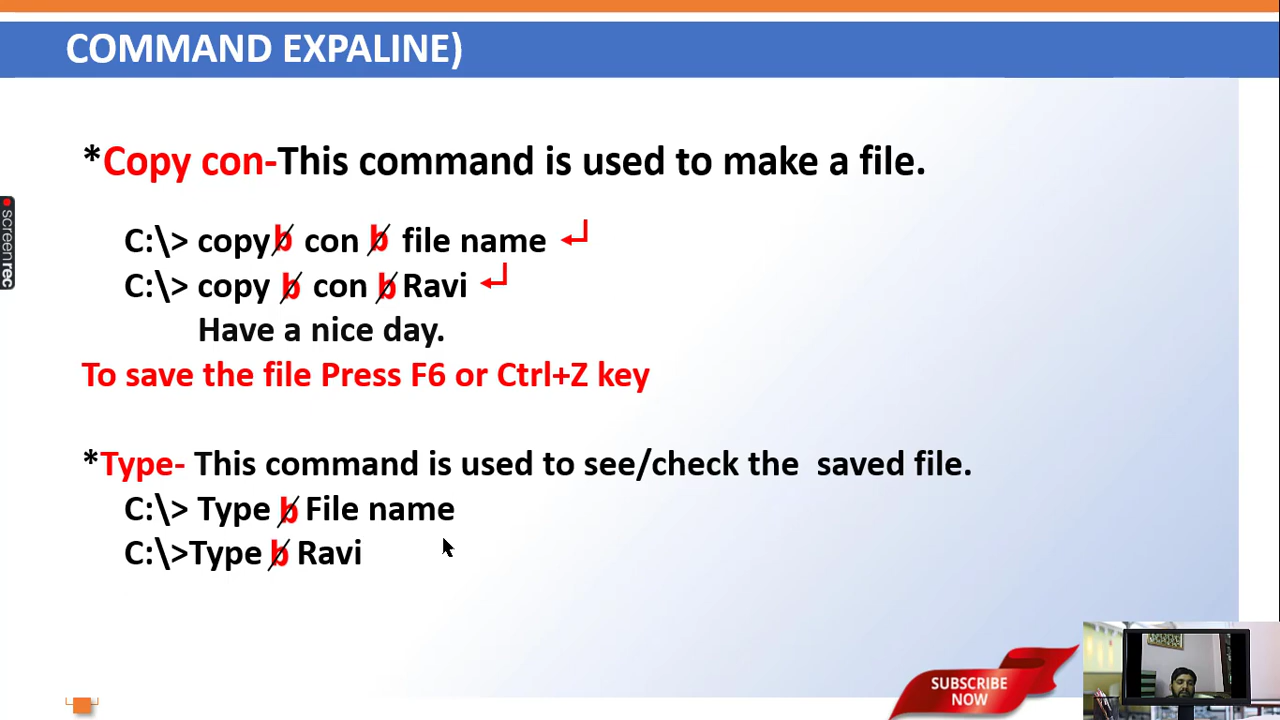 COMMAND EXPALINE)
*Copy con-This command is used to make a file.
C:\> copy b̸ con b̸ file name ↵
C:\> copy b̸ con b̸ Ravi ↵
Have a nice day.
To save the file Press F6 or Ctrl+Z key
*Type- This command is used to see/check the saved file.
C:\> Type b̸ File name
C:\>Type b̸ Ravi
screenrec
SUBSCRIBE
NOW